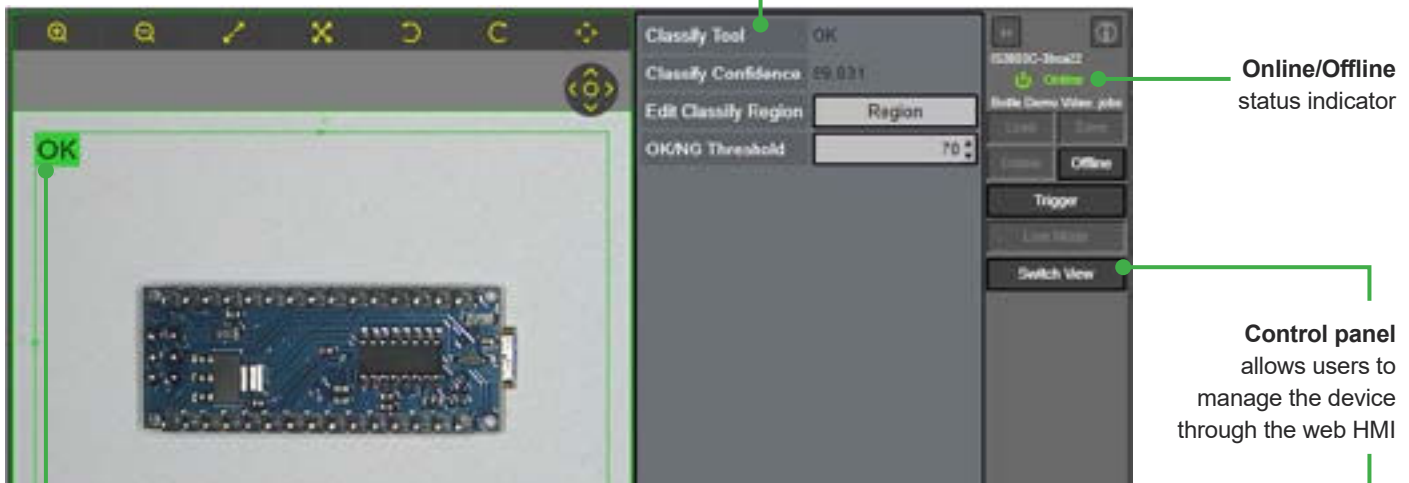 Classify Tool OK
Classify Confidence
Edit Classify Region Region
OK/NG Threshold 70
OK
Online
Offline
Trigger
Switch View
Online/Offline
status indicator
Control panel
allows users to
manage the device
through the web HMI